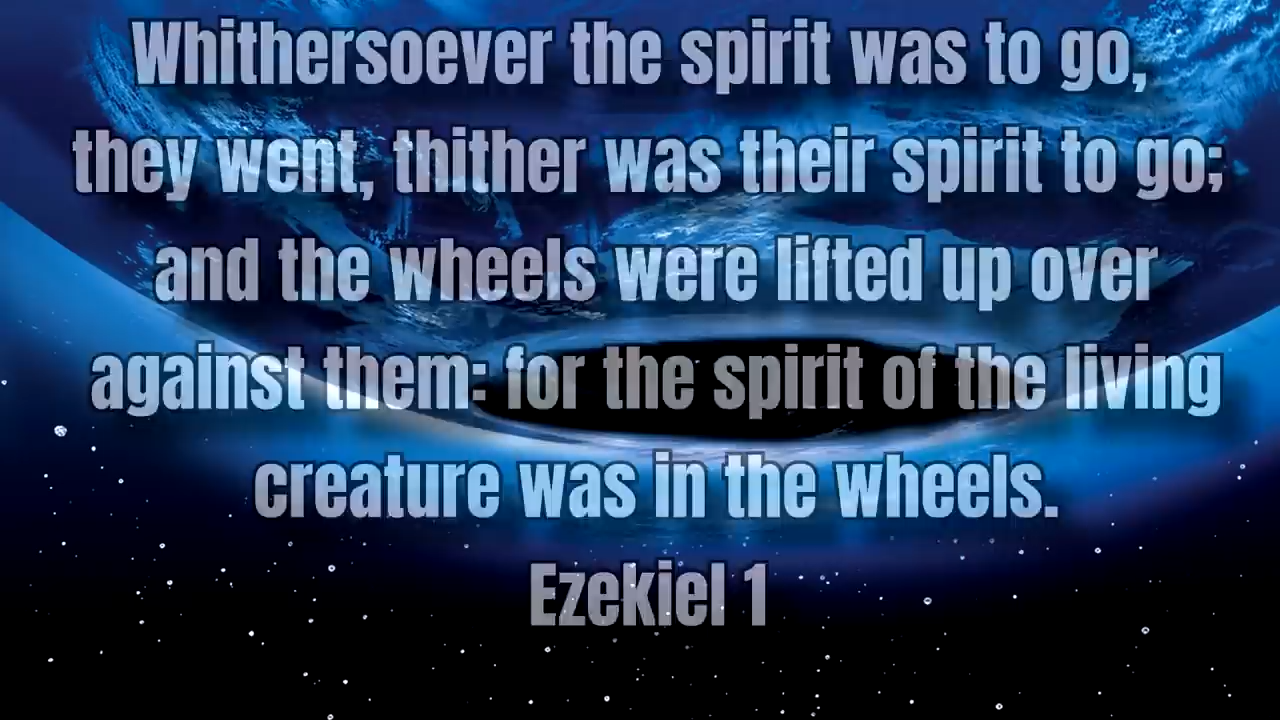 Whithersoever the spirit was to go,
they went, thither was their spirit to go;
and the wheels were lifted up over
against them: for the spirit of the living
creature was in the wheels.
Ezekiel 1